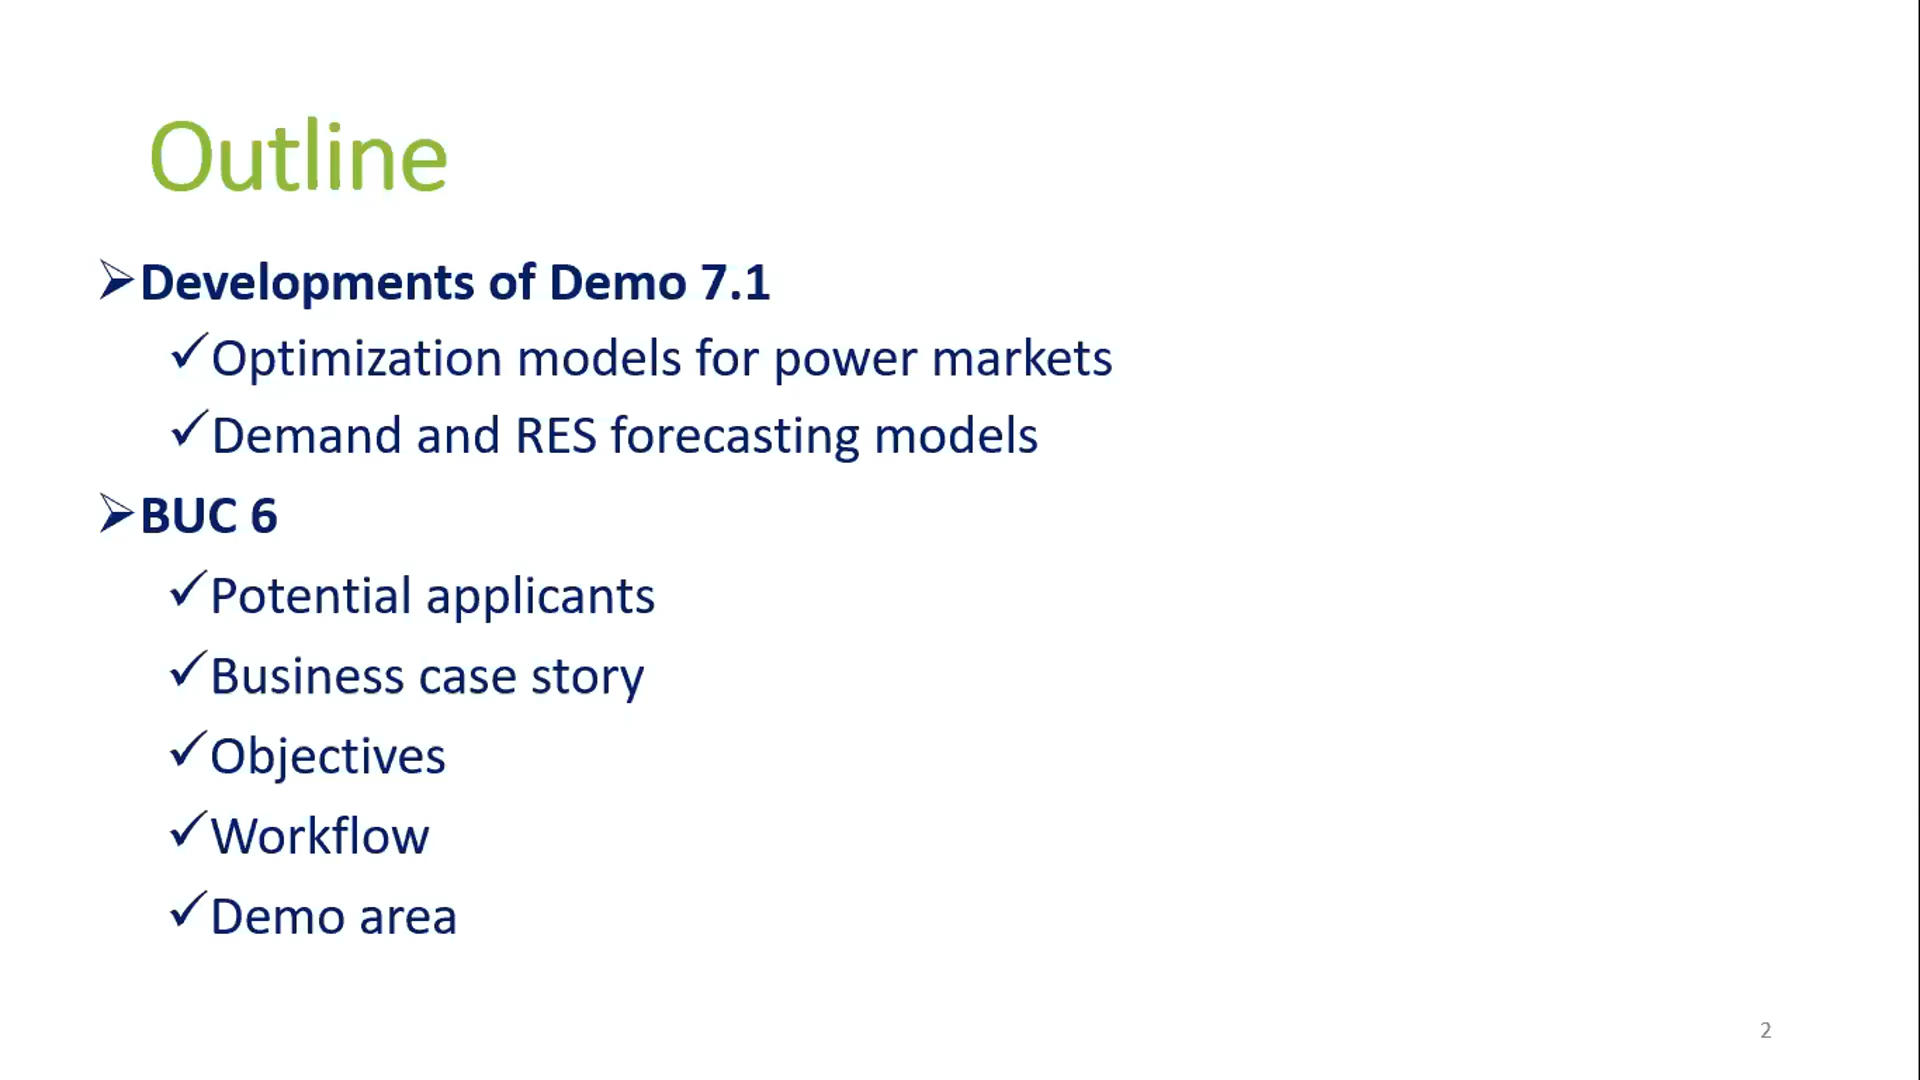 Outline
➢Developments of Demo 7.1
✓Optimization models for power markets
✓Demand and RES forecasting models
➢BUC 6
✓Potential applicants
✓Business case story
✓Objectives
✓Workflow
✓Demo area
2